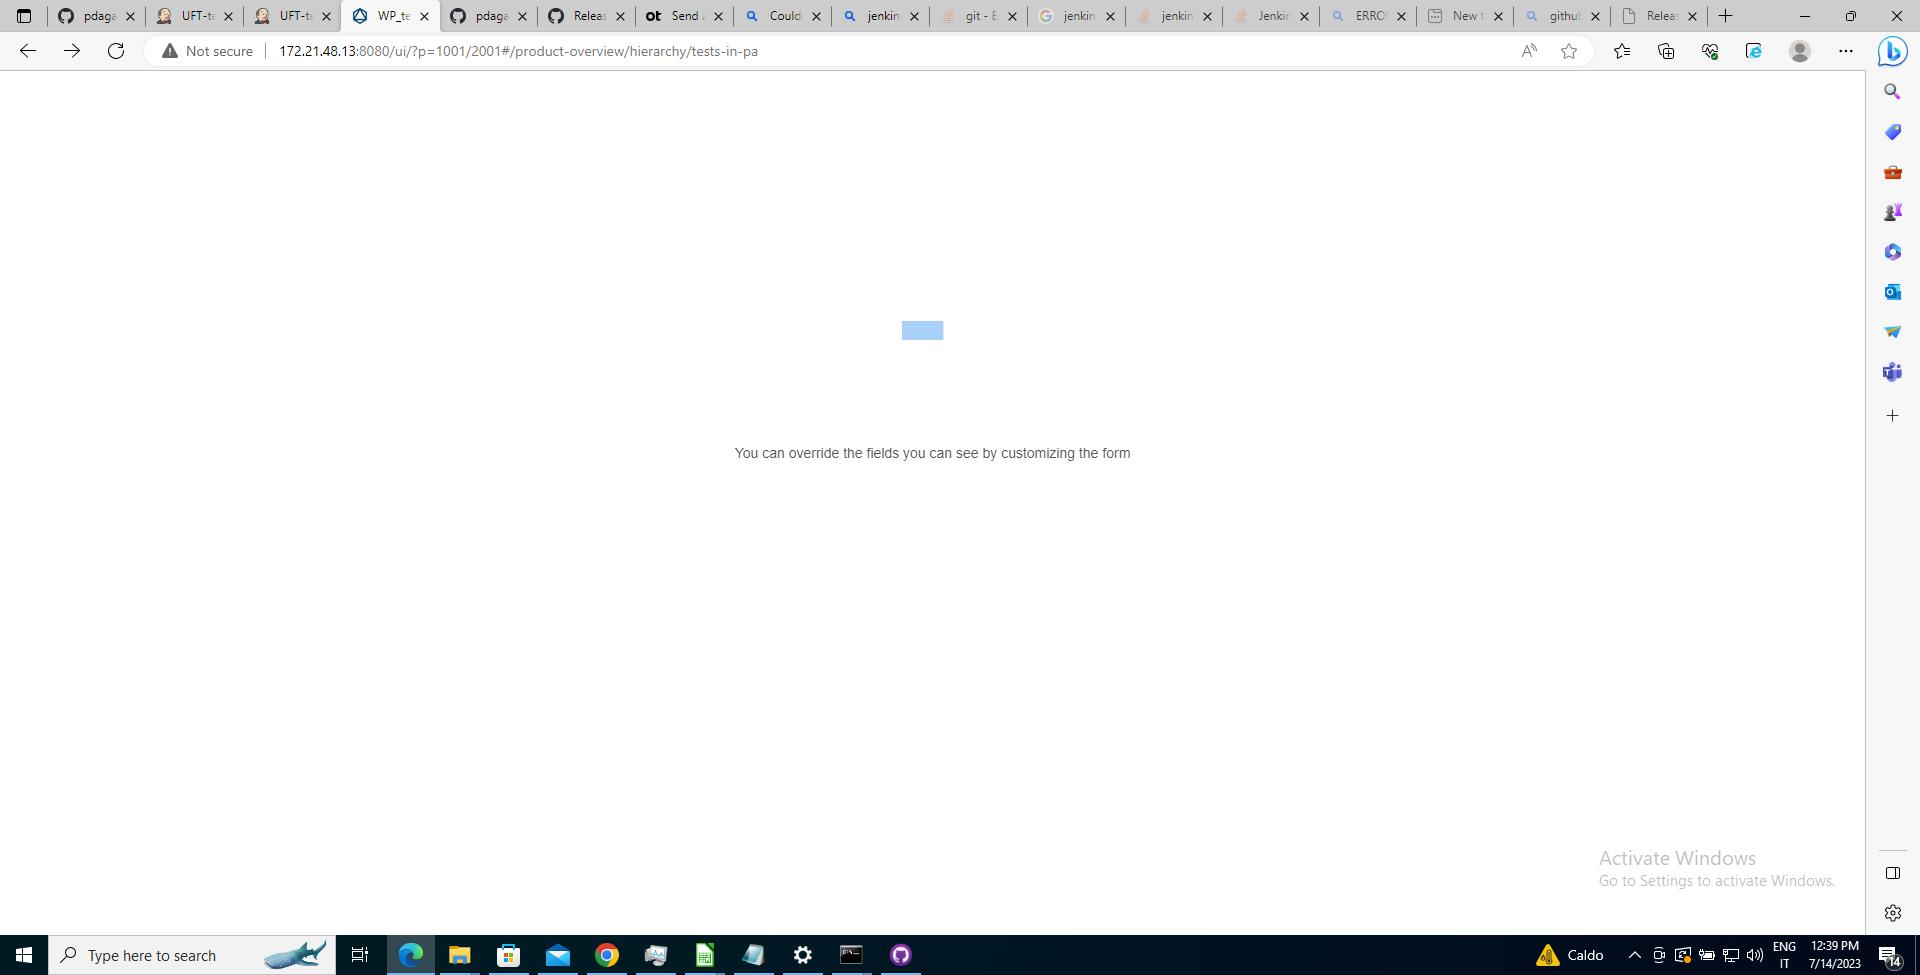 pdaga
UFT-te
UFT-te
WP_te
pdaga
Releas
ot Send a
Could
jenkin
git - E
jenkin
jenkin
Jenkin
ERRO
New t
github
Releas
Not secure
172.21.48.13:8080/ui/?p=1001/2001#/product-overview/hierarchy/tests-in-pa
You can override the fields you can see by customizing the form
Activate Windows
Go to Settings to activate Windows.
Type here to search
Caldo
ENG
IT
12:39 PM
7/14/2023
14